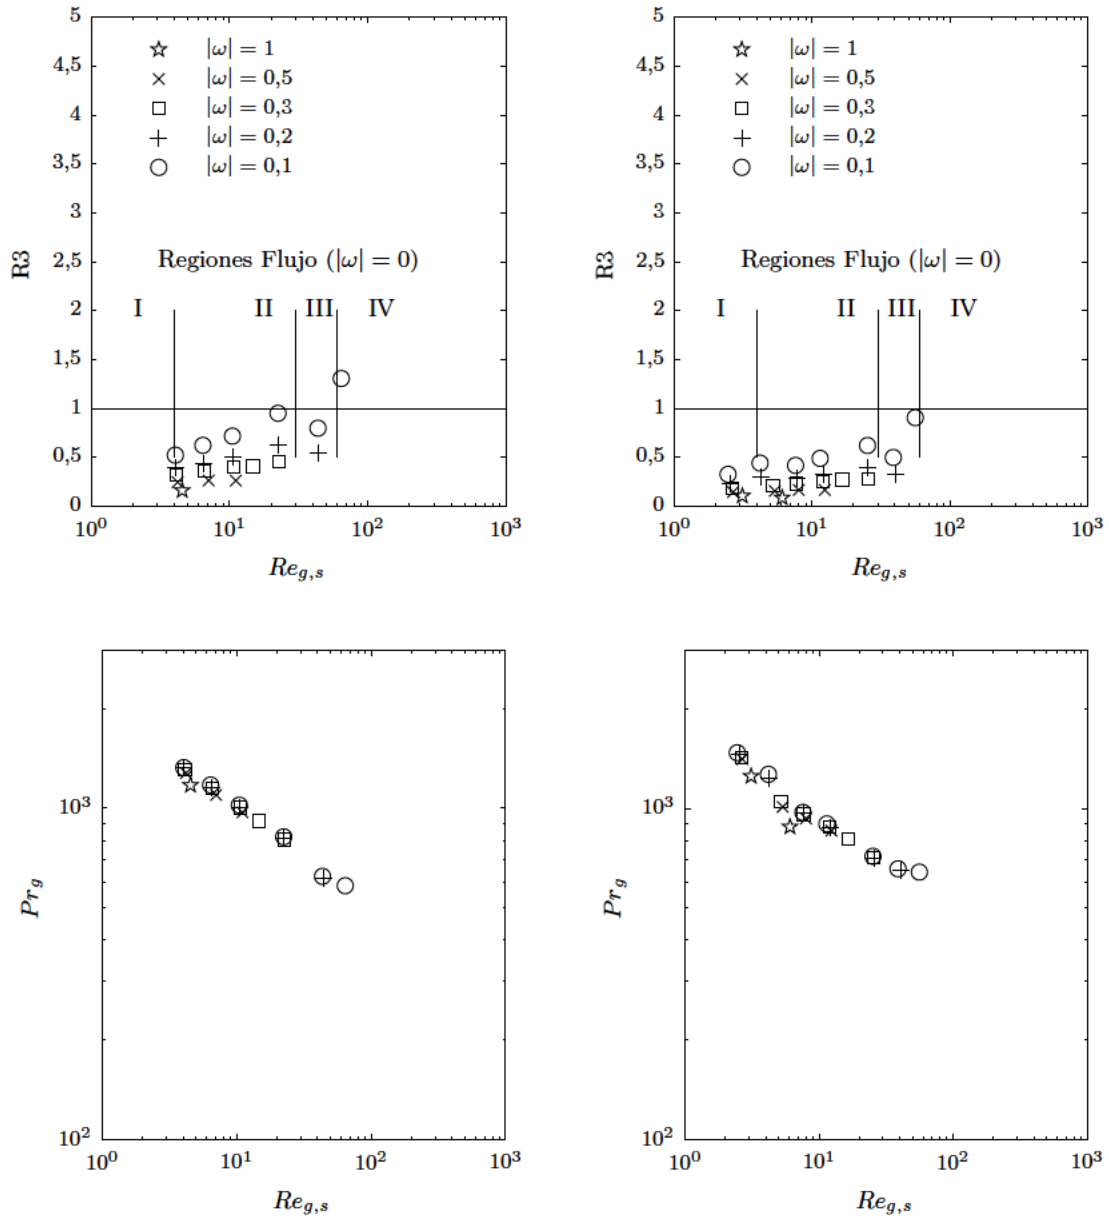 5
4,5
4
3,5
3
2,5
2
1,5
1
0,5
0
R3
|ω| = 1
|ω| = 0,5
|ω| = 0,3
|ω| = 0,2
|ω| = 0,1
Regiones Flujo (|ω| = 0)
I II III IV
10⁰ 10¹ 10² 10³
Re_{g,s}
5
4,5
4
3,5
3
2,5
2
1,5
1
0,5
0
R3
|ω| = 1
|ω| = 0,5
|ω| = 0,3
|ω| = 0,2
|ω| = 0,1
Regiones Flujo (|ω| = 0)
I II III IV
10⁰ 10¹ 10² 10³
Re_{g,s}
10³
10²
Pr_g
10⁰ 10¹ 10² 10³
Re_{g,s}
10³
10²
Pr_g
10⁰ 10¹ 10² 10³
Re_{g,s}